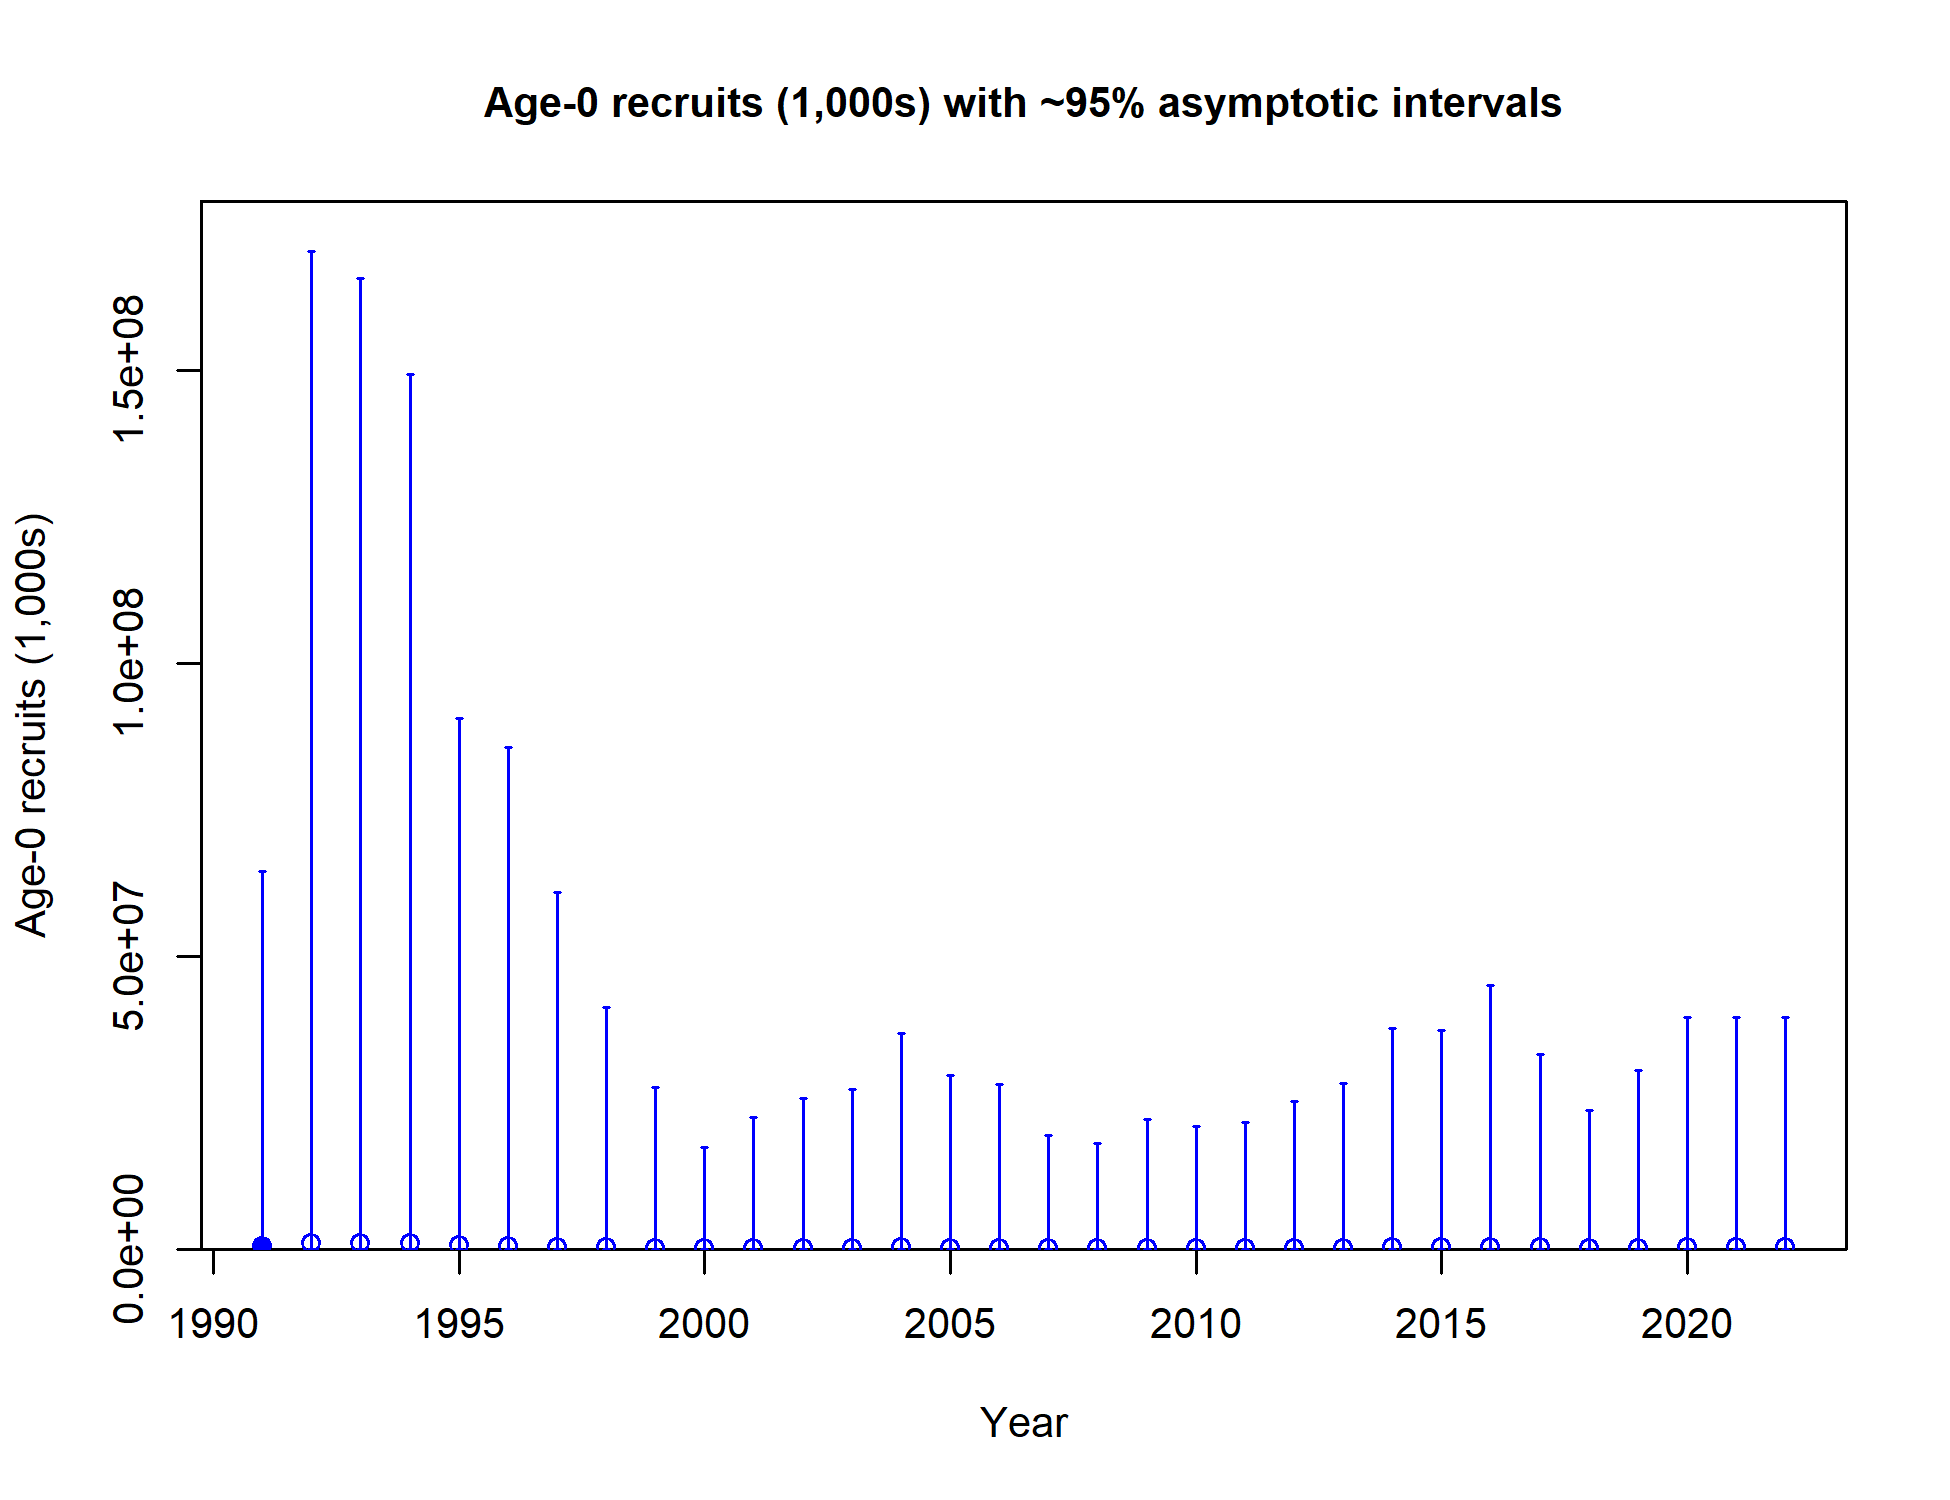 Age-0 recruits (1,000s) with ~95% asymptotic intervals
Age-0 recruits (1,000s)
1.5e+08
1.0e+08
5.0e+07
0.0e+00
1990 1995 2000 2005 2010 2015 2020
Year